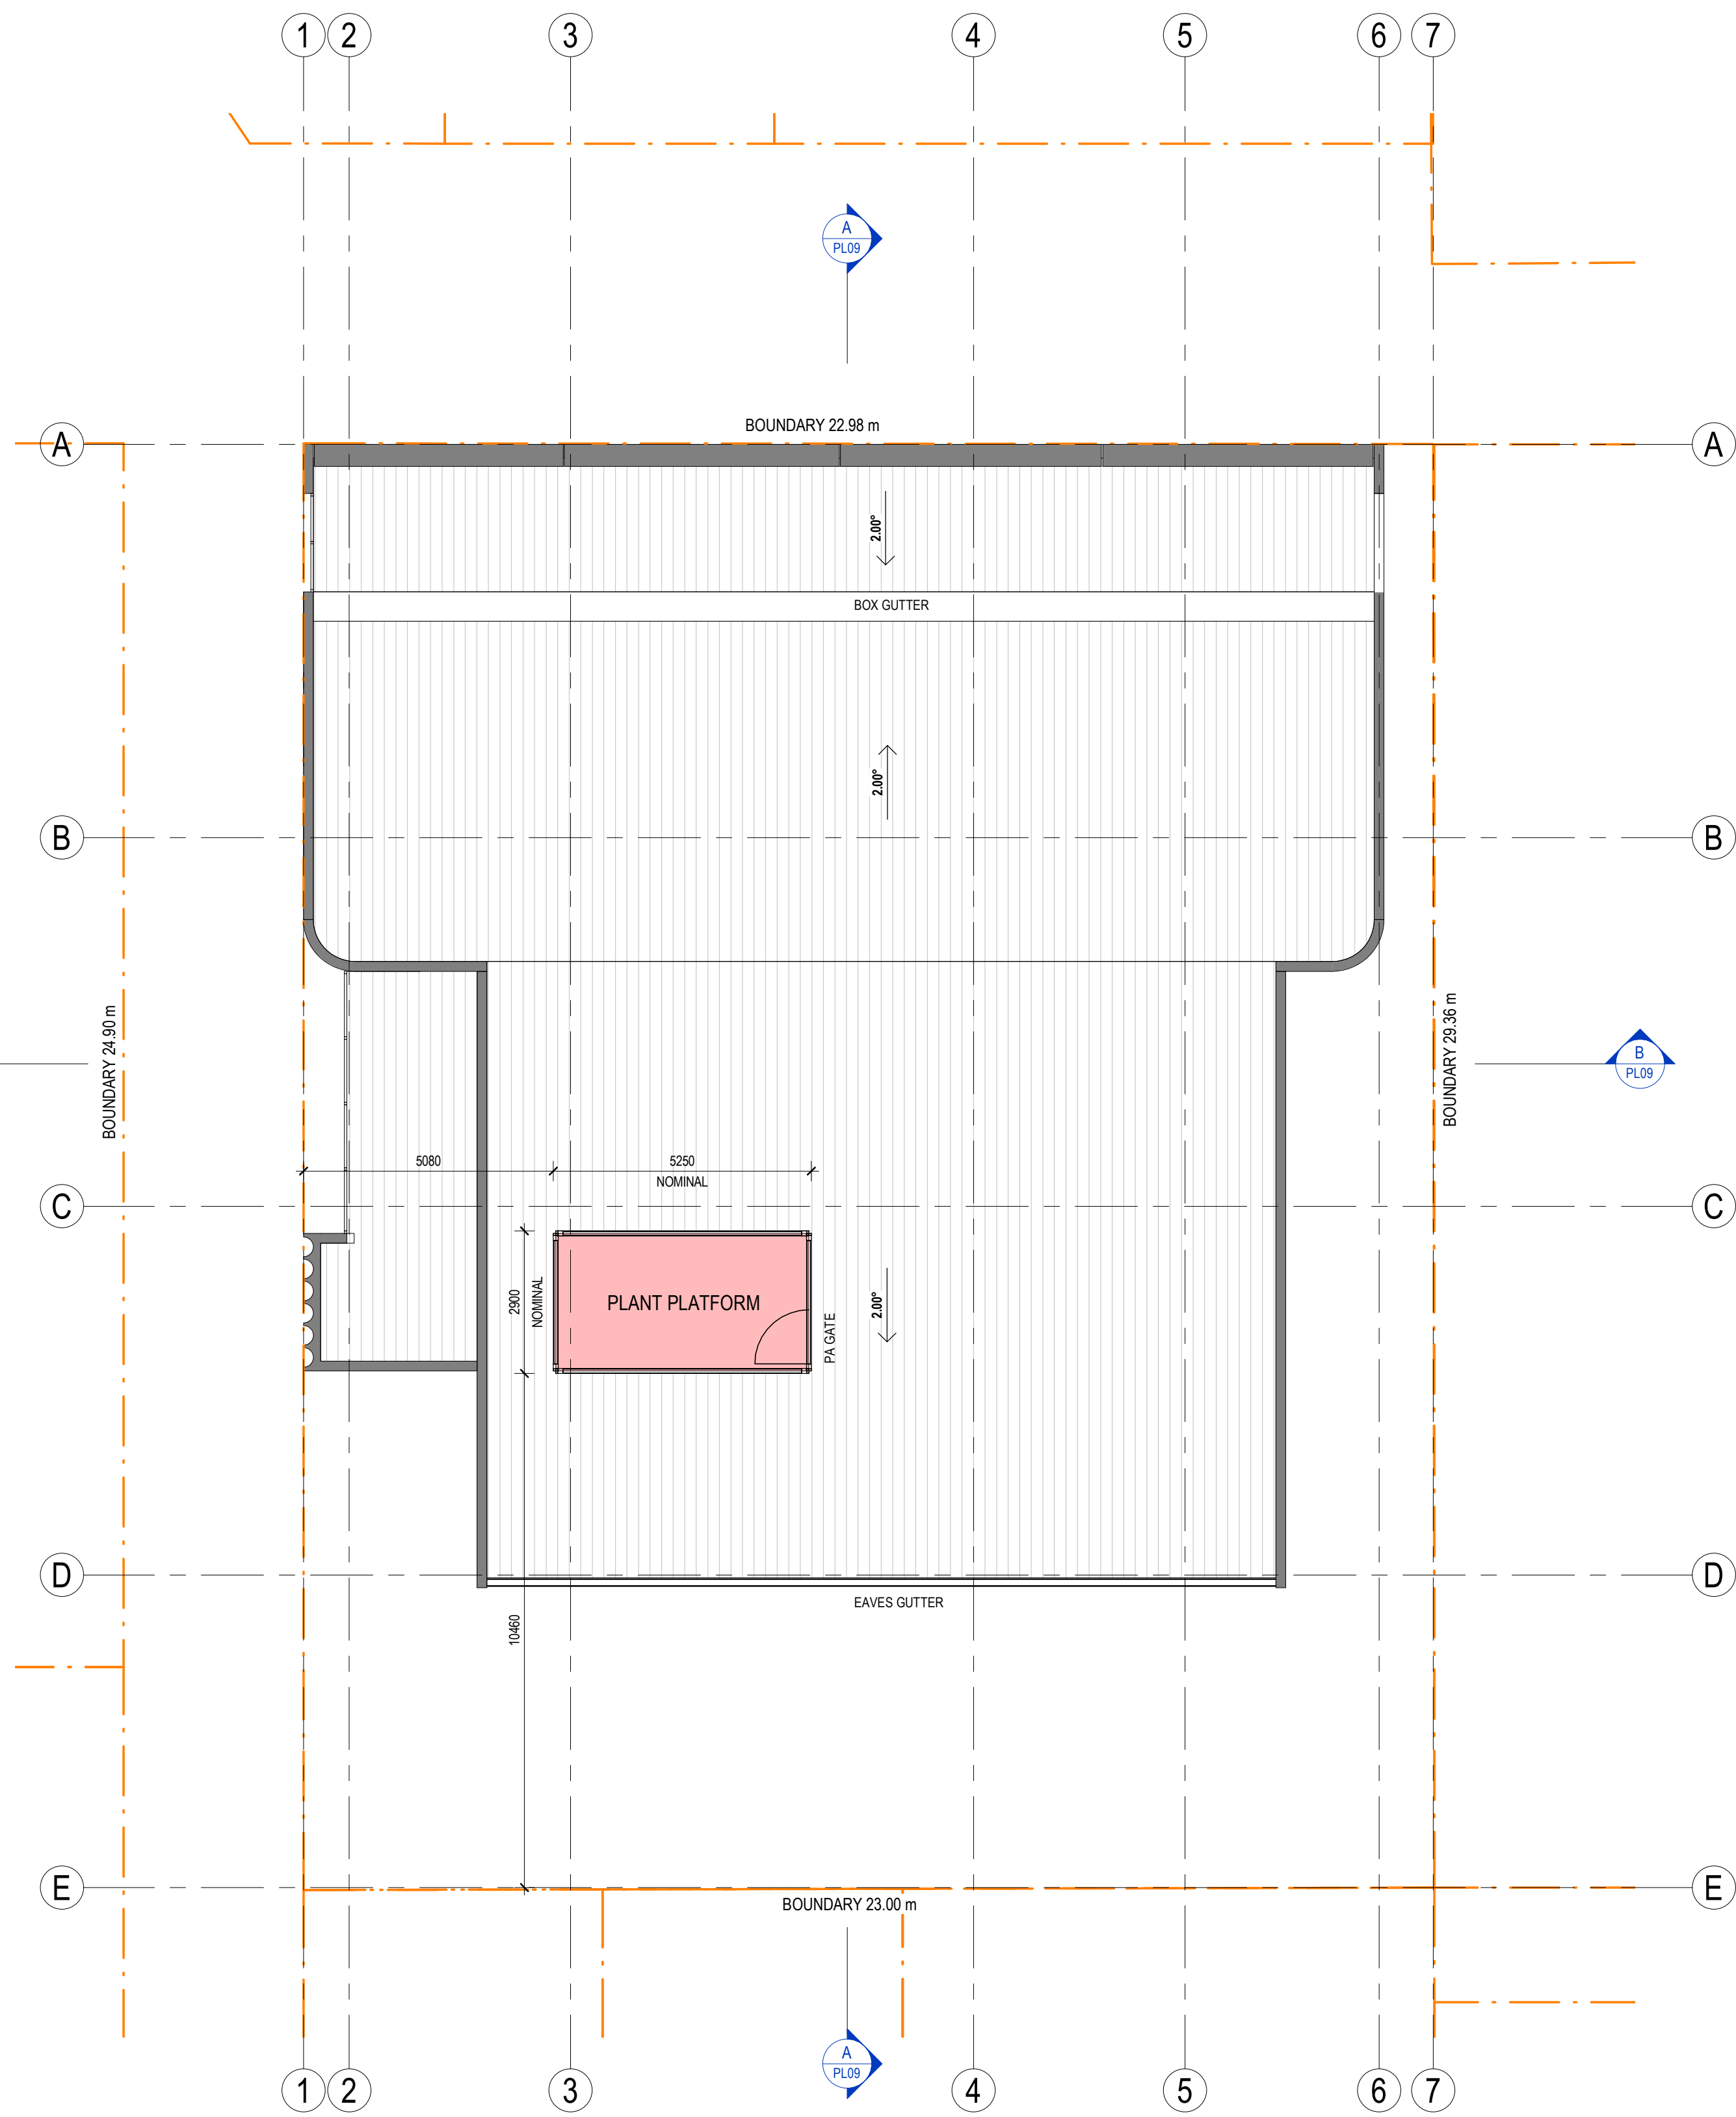 1 2 3 4 5 6 7
A
PL09
BOUNDARY 22.98 m
A A
2.00°
BOX GUTTER
2.00°
B B
BOUNDARY 24.90 m
BOUNDARY 29.36 m
B
PL09
5080
5250
NOMINAL
C C
2900
NOMINAL
PLANT PLATFORM
PA GATE
2.00°
D D
EAVES GUTTER
10460
E E
BOUNDARY 23.00 m
A
PL09
1 2 3 4 5 6 7